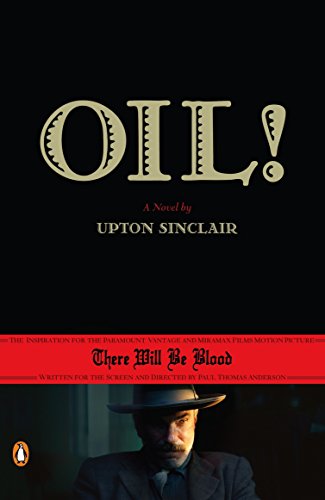 OIL!
A Novel by
UPTON SINCLAIR
The Inspiration for the Paramount Vantage and Miramax Films Motion Picture
There Will Be Blood
Written for the Screen and Directed by Paul Thomas Anderson